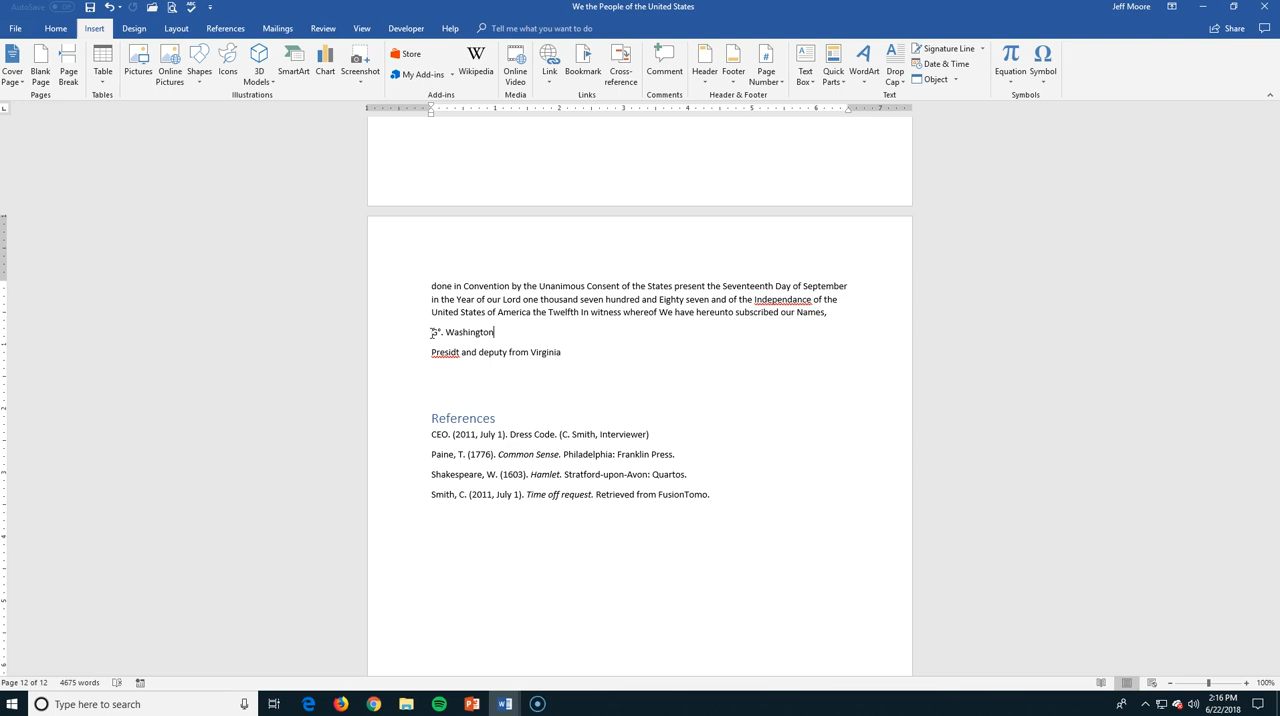 AutoSave Off
We the People of the United States
Jeff Moore
File Home Insert Design Layout References Mailings Review View Developer Help Tell me what you want to do
Share
Cover Page Blank Page Page Break Table Pictures Online Pictures Shapes Icons 3D Models SmartArt Chart Screenshot Store My Add-ins Wikipedia Online Video Link Bookmark Cross-reference Comment Header Footer Page Number Text Box Quick Parts WordArt Drop Cap Signature Line Date & Time Object Equation Symbol
Pages Tables Illustrations Add-ins Media Links Comments Header & Footer Text Symbols
1 1 2 3 4 5 6 7
done in Convention by the Unanimous Consent of the States present the Seventeenth Day of September
in the Year of our Lord one thousand seven hundred and Eighty seven and of the Independance of the
United States of America the Twelfth In witness whereof We have hereunto subscribed our Names,
G°. Washington
Presidt and deputy from Virginia
References
CEO. (2011, July 1). Dress Code. (C. Smith, Interviewer)
Paine, T. (1776). Common Sense. Philadelphia: Franklin Press.
Shakespeare, W. (1603). Hamlet. Stratford-upon-Avon: Quartos.
Smith, C. (2011, July 1). Time off request. Retrieved from FusionTomo.
Page 12 of 12 4675 words
100%
Type here to search
2:16 PM
6/22/2018